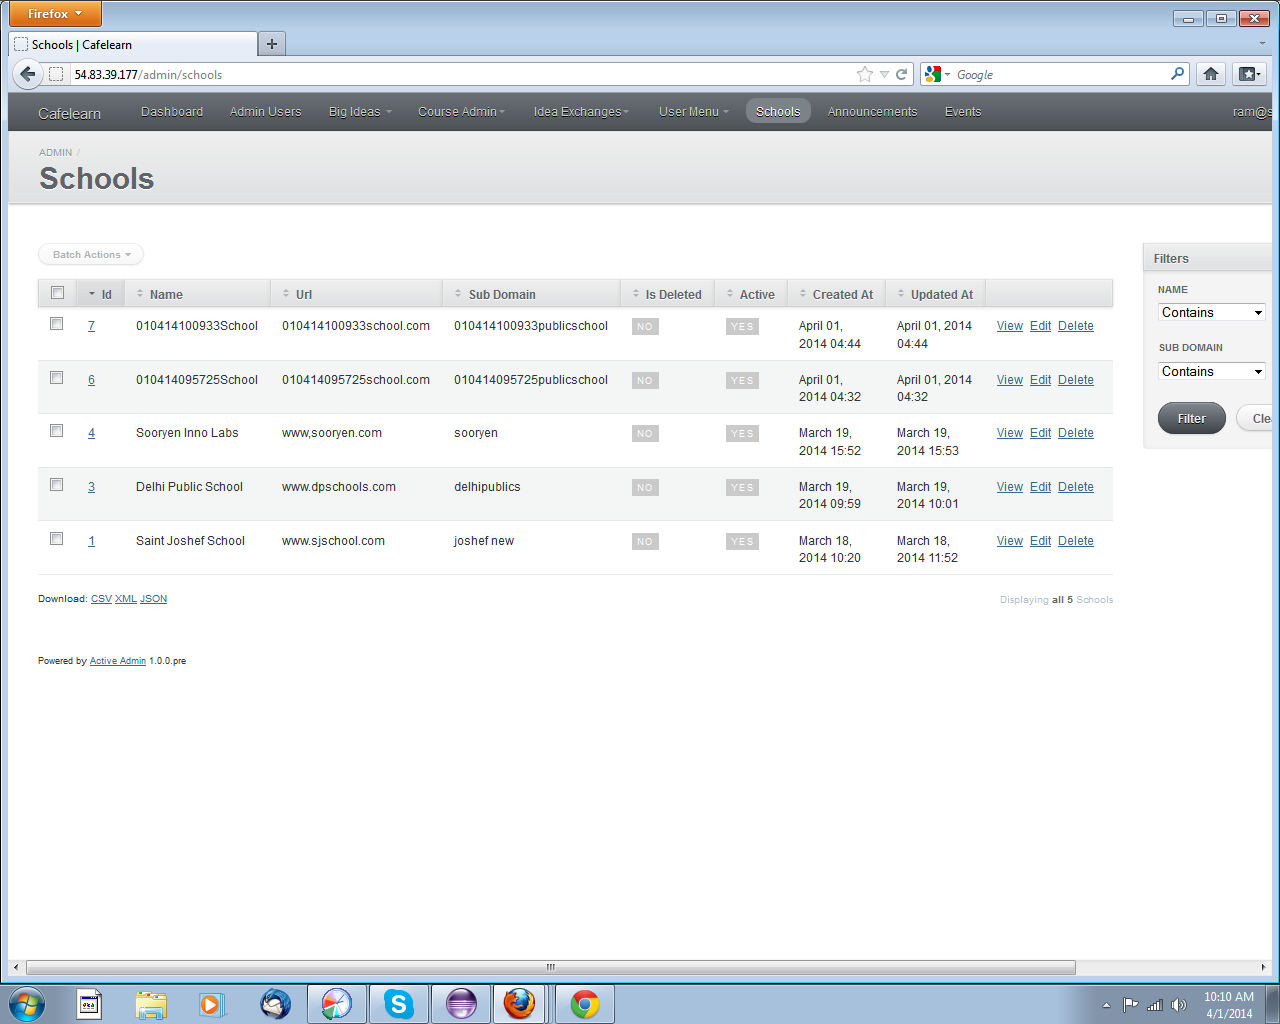 Firefox
Schools | Cafelearn
54.83.39.177/admin/schools
Google
Cafelearn Dashboard Admin Users Big Ideas Course Admin Idea Exchanges User Menu Schools Announcements Events ram@s
ADMIN /
Schools
Batch Actions
Filters
Id Name Url Sub Domain Is Deleted Active Created At Updated At
NAME
Contains
7 010414100933School 010414100933school.com 010414100933publicschool NO YES April 01, 2014 04:44 April 01, 2014 04:44 View Edit Delete
SUB DOMAIN
Contains
6 010414095725School 010414095725school.com 010414095725publicschool NO YES April 01, 2014 04:32 April 01, 2014 04:32 View Edit Delete
Filter Clea
4 Sooryen Inno Labs www,sooryen.com sooryen NO YES March 19, 2014 15:52 March 19, 2014 15:53 View Edit Delete
3 Delhi Public School www.dpschools.com delhipublics NO YES March 19, 2014 09:59 March 19, 2014 10:01 View Edit Delete
1 Saint Joshef School www.sjschool.com joshef new NO YES March 18, 2014 10:20 March 18, 2014 11:52 View Edit Delete
Download: CSV XML JSON
Displaying all 5 Schools
Powered by Active Admin 1.0.0.pre
10:10 AM
4/1/2014